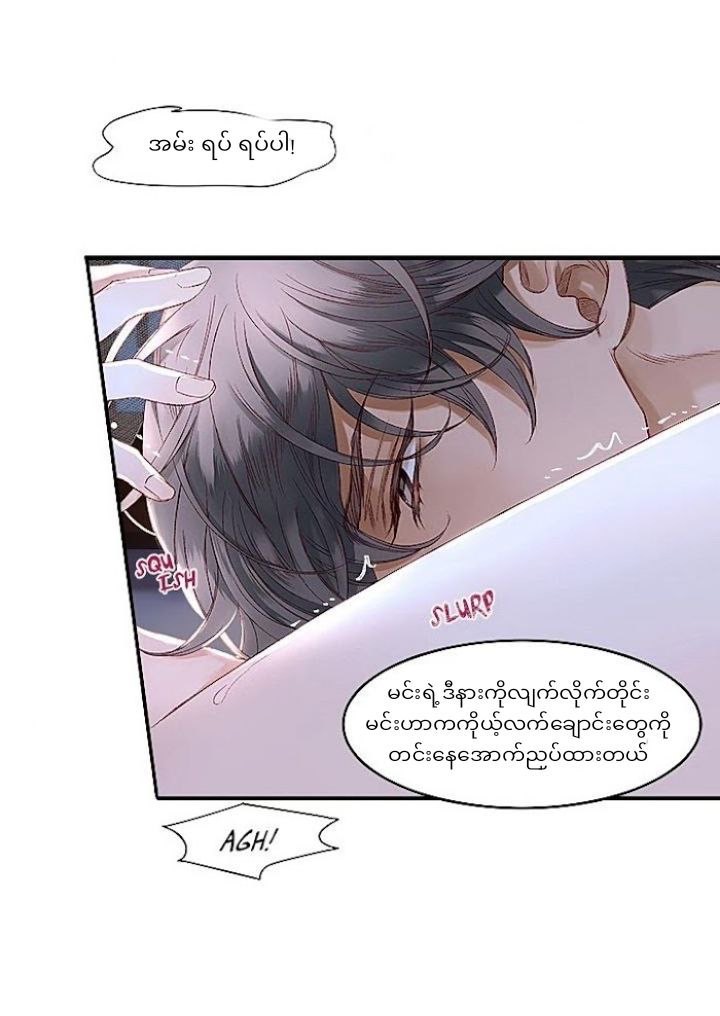 အမ်း ရပ် ရပ်ပါ!
SQU
ISH
SLURP
မင်းရဲ့ ဒီနားကိုလျက်လိုက်တိုင်း
မင်းဟာကကိုယ့်လက်ချောင်းတွေကို
တင်းနေအောက်ညှပ်ထားတယ်
AGH!